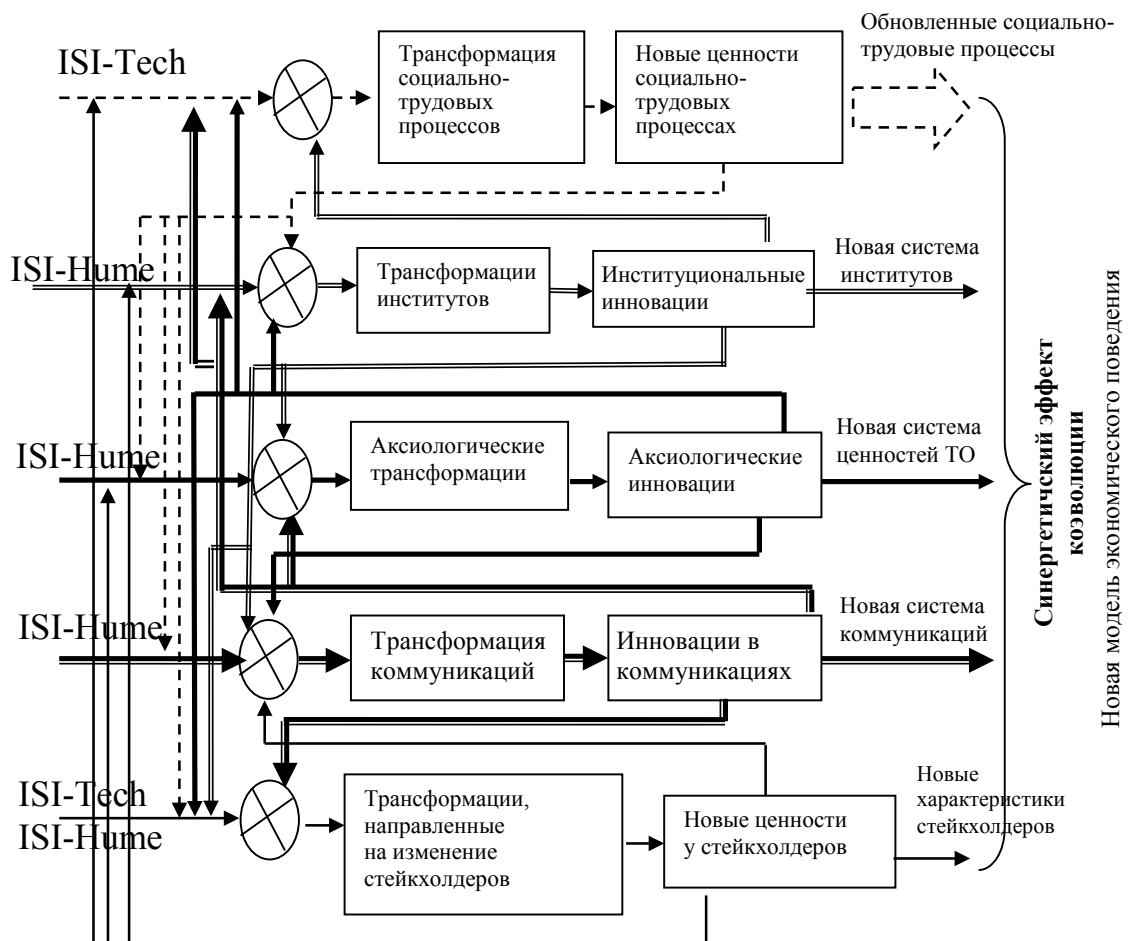 ISI-Tech
Трансформация
социально-
трудовых
процессов
Новые ценности
социально-
трудовых
процессах
Обновленные социально-
трудовые процессы
ISI-Hume
Трансформации
институтов
Институциональные
инновации
Новая система
институтов
ISI-Hume
Аксиологические
трансформации
Аксиологические
инновации
Новая система
ценностей ТО
ISI-Hume
Трансформация
коммуникаций
Инновации в
коммуникациях
Новая система
коммуникаций
ISI-Tech
ISI-Hume
Трансформации,
направленные
на изменение
стейкхолдеров
Новые ценности
у стейкхолдеров
Новые
характеристики
стейкхолдеров
Синергетичский эффект
коэволюции
Новая модель экономического поведения